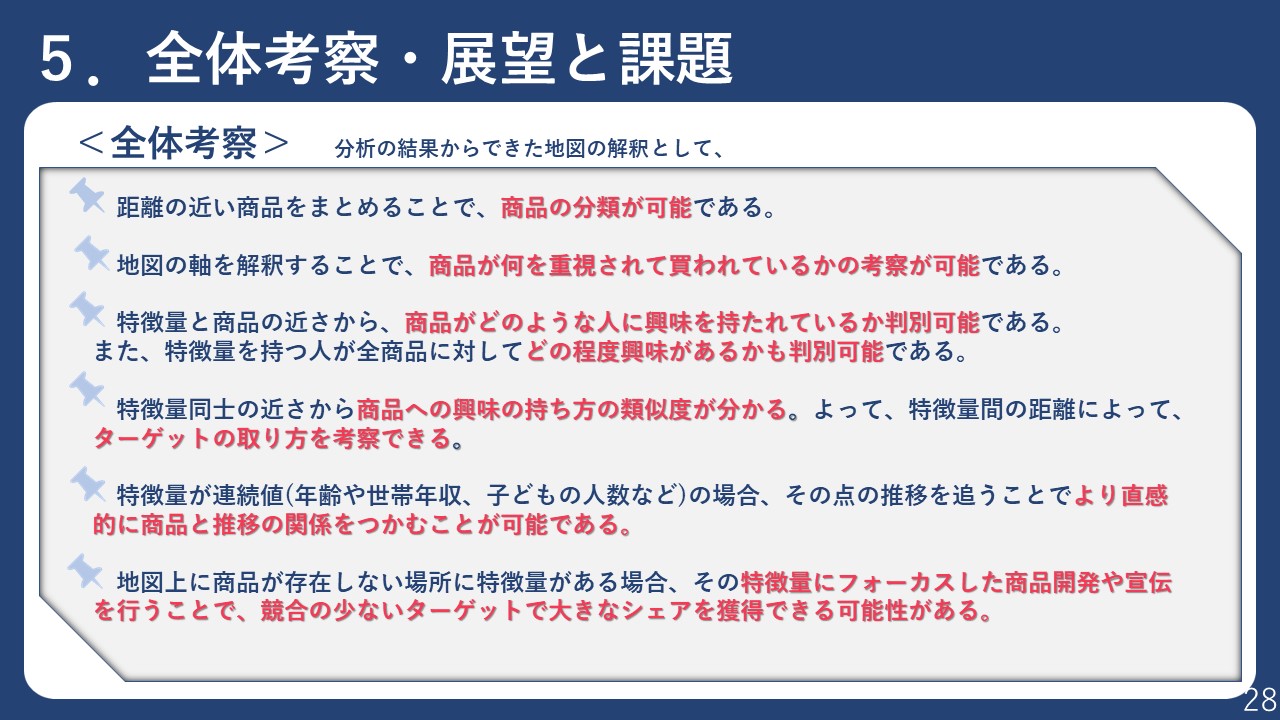 ５．全体考察・展望と課題
＜全体考察＞ 分析の結果からできた地図の解釈として、
距離の近い商品をまとめることで、商品の分類が可能である。
地図の軸を解釈することで、商品が何を重視されて買われているかの考察が可能である。
特徴量と商品の近さから、商品がどのような人に興味を持たれているか判別可能である。
また、特徴量を持つ人が全商品に対してどの程度興味があるかも判別可能である。
特徴量同士の近さから商品への興味の持ち方の類似度が分かる。よって、特徴量間の距離によって、
ターゲットの取り方を考察できる。
特徴量が連続値(年齢や世帯年収、子どもの人数など)の場合、その点の推移を追うことでより直感
的に商品と推移の関係をつかむことが可能である。
地図上に商品が存在しない場所に特徴量がある場合、その特徴量にフォーカスした商品開発や宣伝
を行うことで、競合の少ないターゲットで大きなシェアを獲得できる可能性がある。
28